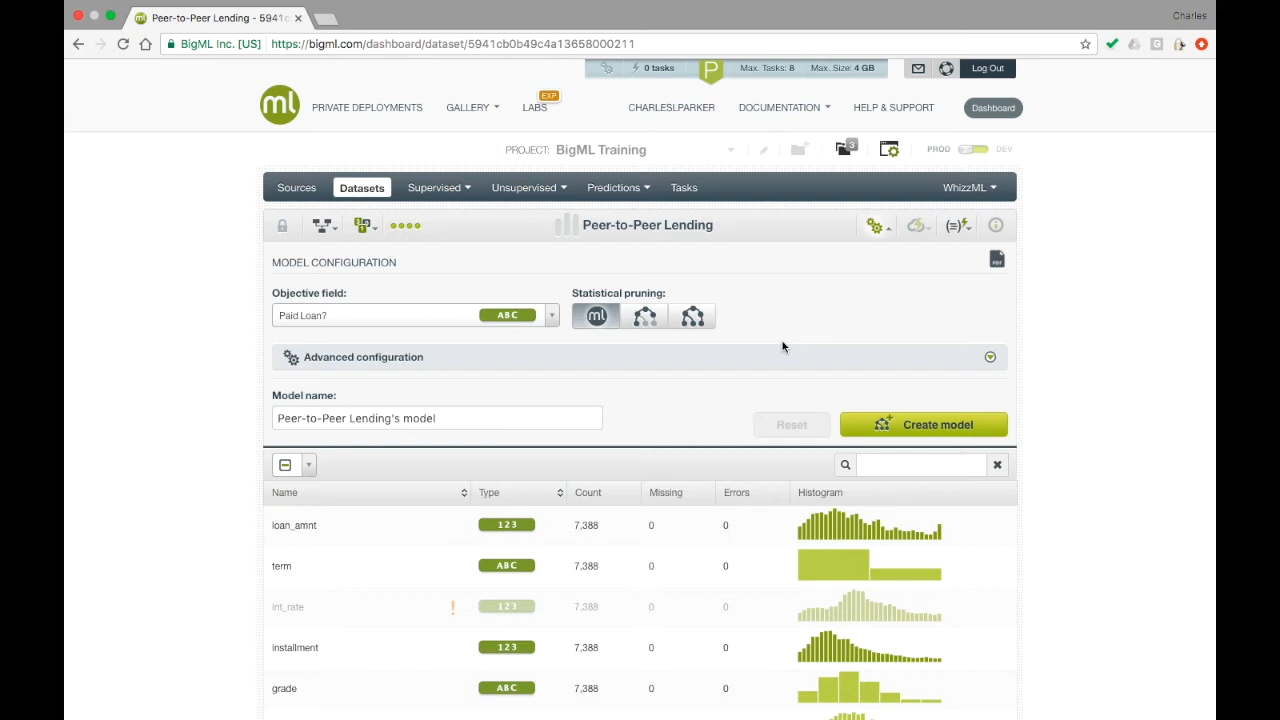 Peer-to-Peer Lending - 5941c
Charles
BigML Inc. [US] https://bigml.com/dashboard/dataset/5941cb0b49c4a13658000211
0 tasks P Max. Tasks: 8 Max. Size: 4 GB Log Out
ml PRIVATE DEPLOYMENTS GALLERY LABS EXP CHARLESLPARKER DOCUMENTATION HELP & SUPPORT Dashboard
PROJECT: BigML Training 3 PROD DEV
Sources Datasets Supervised Unsupervised Predictions Tasks WhizzML
Peer-to-Peer Lending
MODEL CONFIGURATION PDF
Objective field: Statistical pruning:
Paid Loan? ABC ml
Advanced configuration
Model name:
Peer-to-Peer Lending's model Reset Create model
Name Type Count Missing Errors Histogram
loan_amnt 123 7,388 0 0
term ABC 7,388 0 0
int_rate ! 123 7,388 0 0
installment 123 7,388 0 0
grade ABC 7,388 0 0